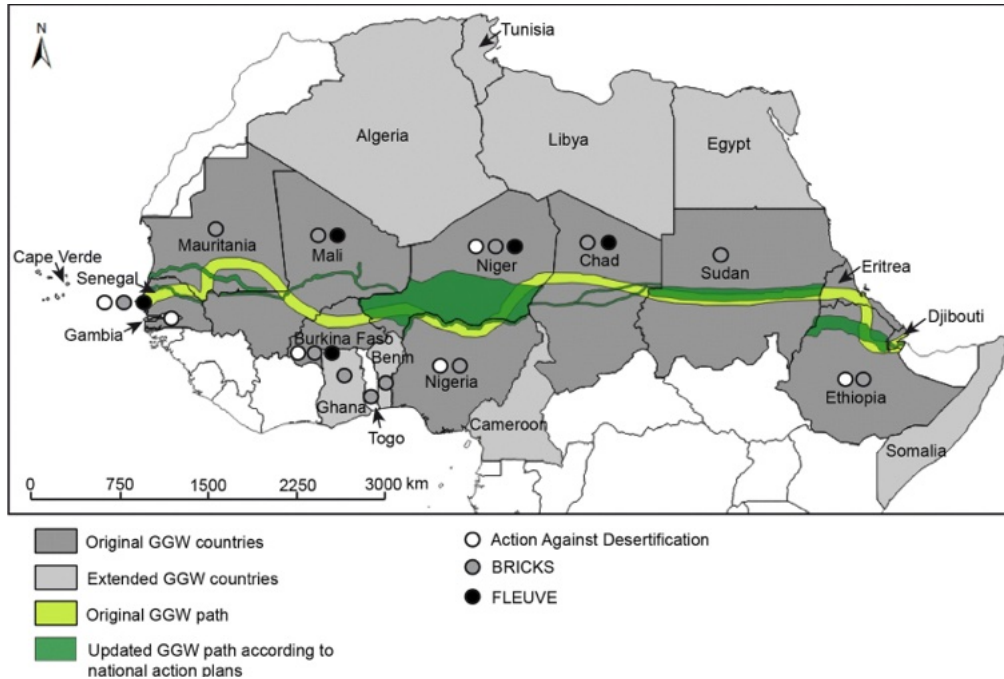 N
Tunisia
Algeria
Libya
Egypt
Mauritania
Mali
Niger
Chad
Sudan
Cape Verde
Senegal
Eritrea
Gambia
Djibouti
Burkina Faso
Benin
Nigeria
Ghana
Togo
Cameroon
Ethiopia
Somalia
0 750 1500 2250 3000 km
Original GGW countries
Extended GGW countries
Original GGW path
Updated GGW path according to
national action plans
Action Against Desertification
BRICKS
FLEUVE